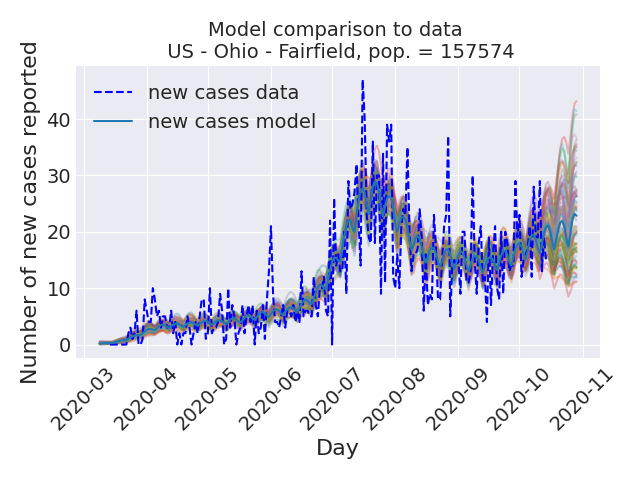 Model comparison to data
US - Ohio - Fairfield, pop. = 157574
Number of new cases reported
new cases data
new cases model
40
30
20
10
0
2020-03
2020-04
2020-05
2020-06
2020-07
2020-08
2020-09
2020-10
2020-11
Day